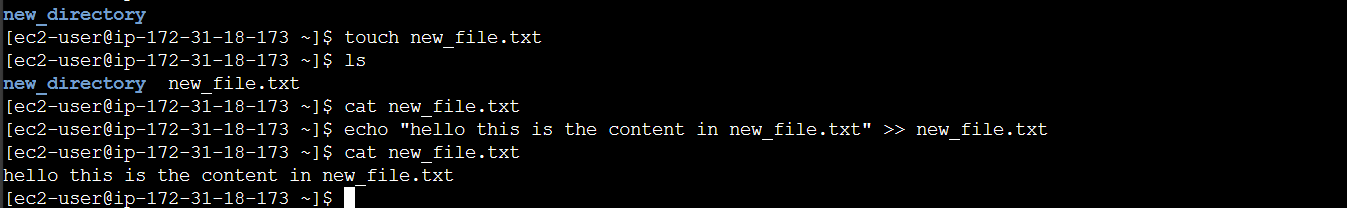 new_directory
[ec2-user@ip-172-31-18-173 ~]$ touch new_file.txt
[ec2-user@ip-172-31-18-173 ~]$ ls
new_directory  new_file.txt
[ec2-user@ip-172-31-18-173 ~]$ cat new_file.txt
[ec2-user@ip-172-31-18-173 ~]$ echo "hello this is the content in new_file.txt" >> new_file.txt
[ec2-user@ip-172-31-18-173 ~]$ cat new_file.txt
hello this is the content in new_file.txt
[ec2-user@ip-172-31-18-173 ~]$